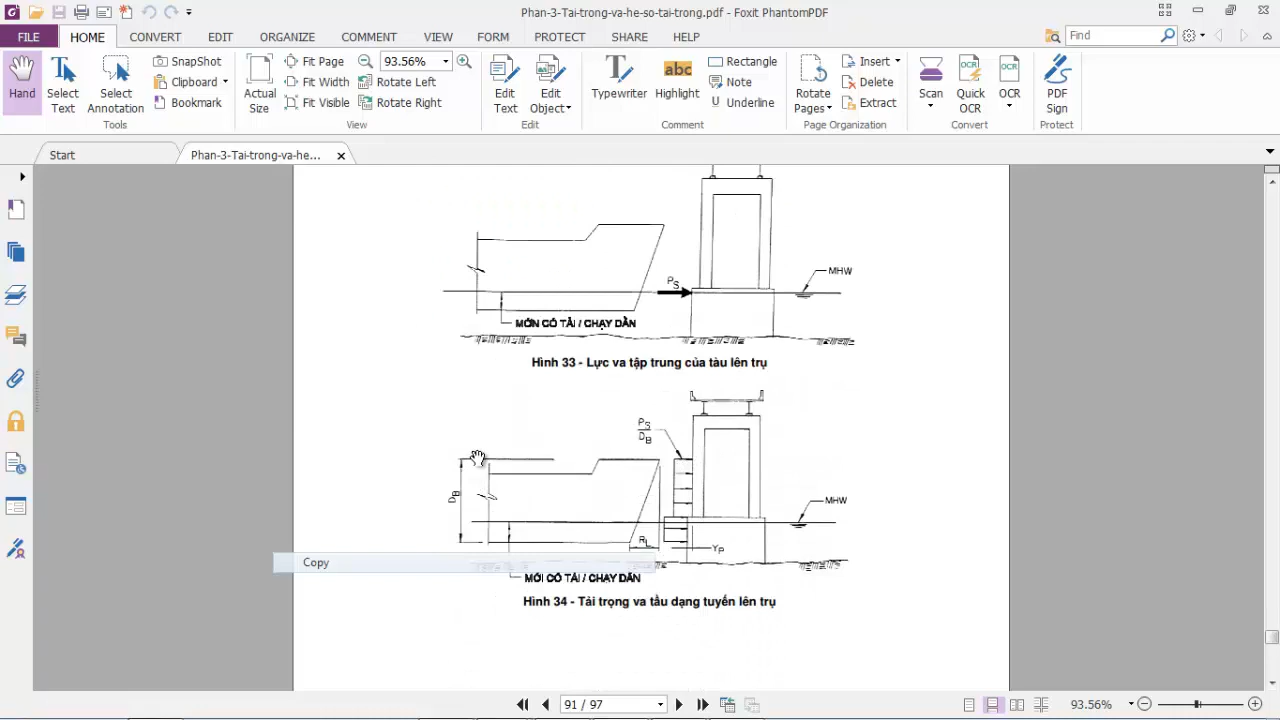 Phan-3-Tai-trong-va-he-so-tai-trong.pdf - Foxit PhantomPDF
FILE HOME CONVERT EDIT ORGANIZE COMMENT VIEW FORM PROTECT SHARE HELP Find
Hand
Select Text
Select Annotation
SnapShot
Clipboard
Bookmark
Tools
Actual Size
Fit Page
Fit Width
Fit Visible
93.56%
Rotate Left
Rotate Right
View
Edit Text
Edit Object
Edit
Typewriter
Highlight
Rectangle
Note
Underline
Comment
Rotate Pages
Insert
Delete
Extract
Page Organization
Scan
Quick OCR
OCR
Convert
PDF Sign
Protect
Start
Phan-3-Tai-trong-va-he...
PS
MHW
MỚN CÓ TẢI / CHẠY DẰN
Hình 33 - Lực va tập trung của tàu lên trụ
PS
DB
DB
MHW
RL
YP
Copy
MỚI CÓ TẢI / CHẠY DẰN
Hình 34 - Tải trọng va tầu dạng tuyến lên trụ
91 / 97
93.56%